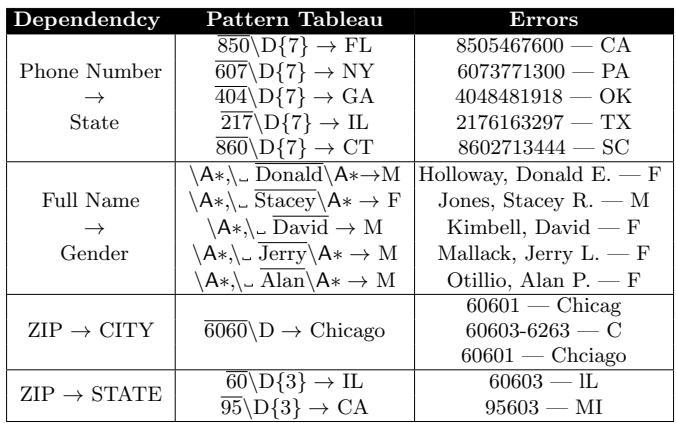 Dependendcy Pattern Tableau Errors
850\D{7} → FL 8505467600 — CA
Phone Number 607\D{7} → NY 6073771300 — PA
→ 404\D{7} → GA 4048481918 — OK
State 217\D{7} → IL 2176163297 — TX
860\D{7} → CT 8602713444 — SC
\A∗,\␣ Donald\A∗→M Holloway, Donald E. — F
Full Name \A∗,\␣ Stacey\A∗ → F Jones, Stacey R. — M
→ \A∗,\␣ David → M Kimbell, David — F
Gender \A∗,\␣ Jerry\A∗ → M Mallack, Jerry L. — F
\A∗,\␣ Alan\A∗ → M Otillio, Alan P. — F
60601 — Chicag
ZIP → CITY 6060\D → Chicago 60603-6263 — C
60601 — Chciago
ZIP → STATE 60\D{3} → IL 60603 — lL
95\D{3} → CA 95603 — MI